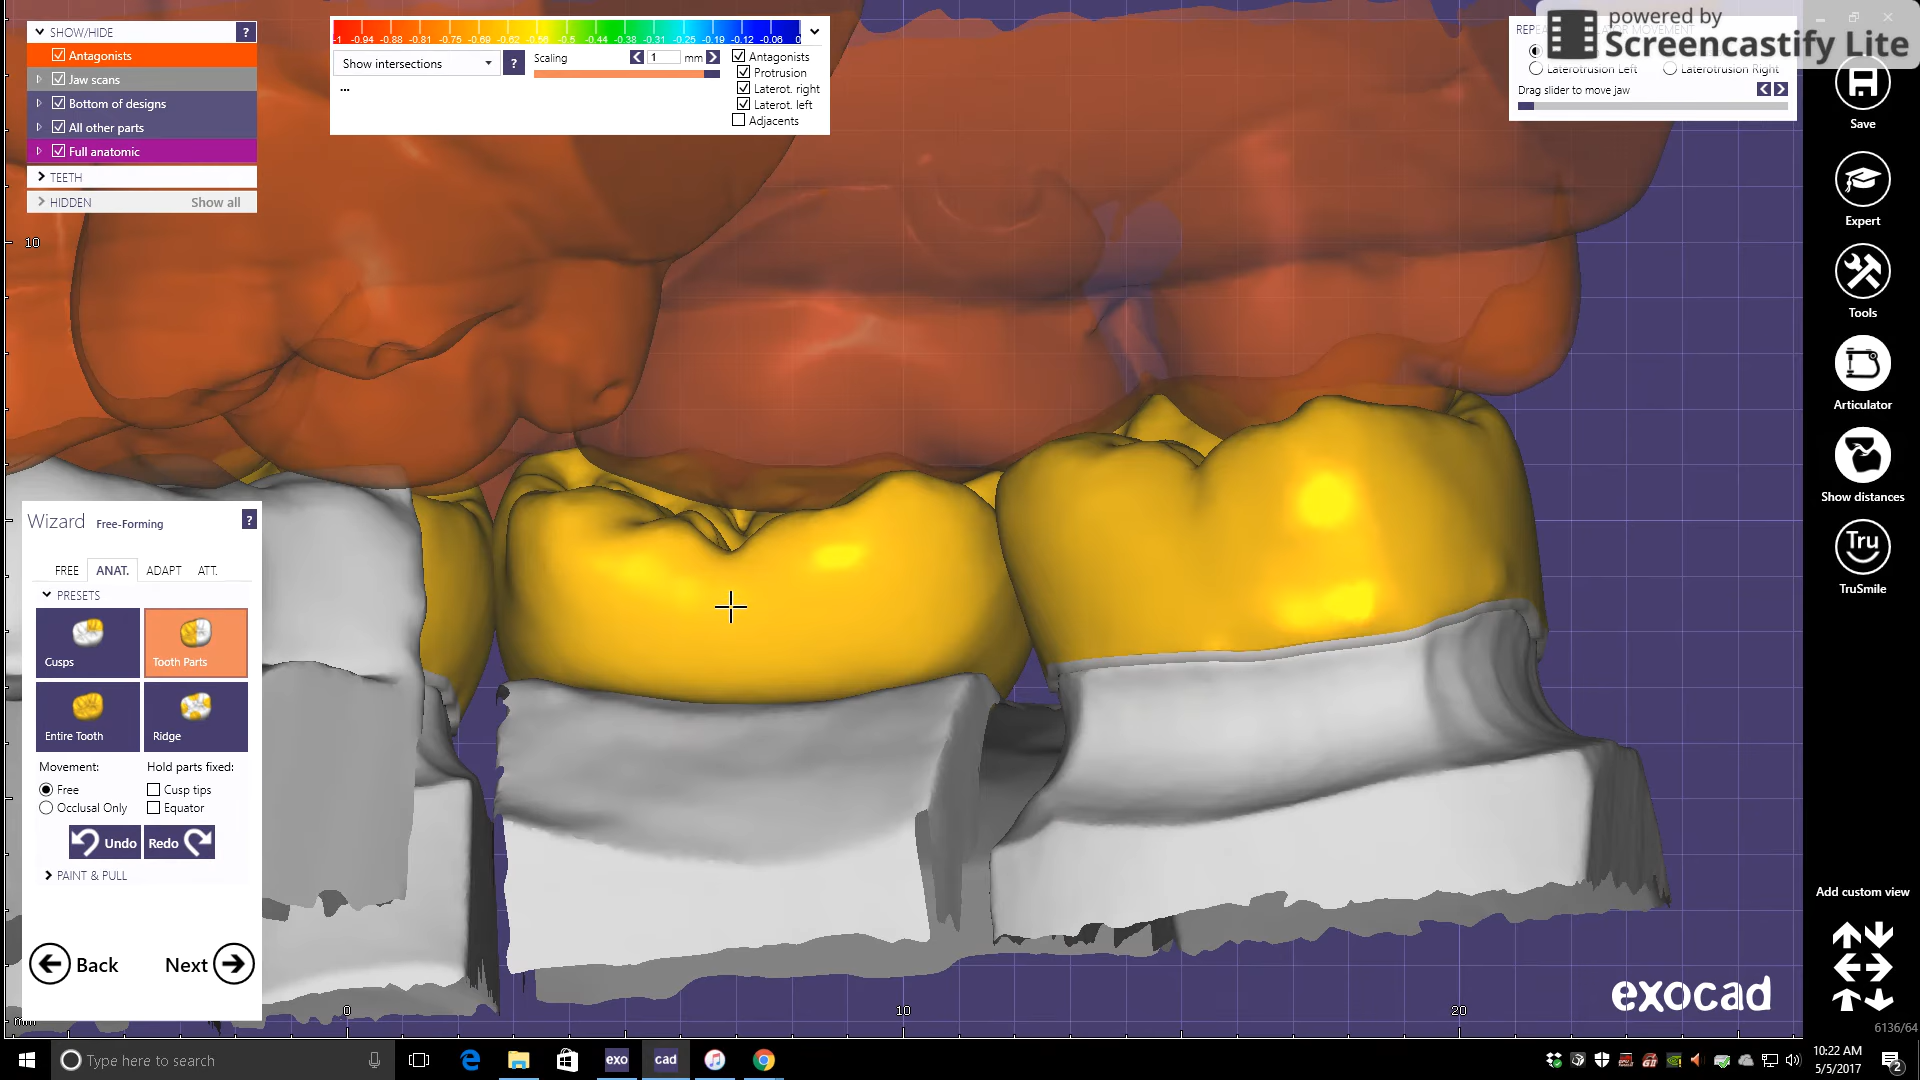 SHOW/HIDE ?
Antagonists
Jaw scans
Bottom of designs
All other parts
Full anatomic
TEETH
HIDDEN Show all
-1 -0.94 -0.88 -0.81 -0.75 -0.69 -0.62 -0.56 -0.5 -0.44 -0.38 -0.31 -0.25 -0.19 -0.12 -0.06 0
Show intersections ? Scaling 1 mm
...
Antagonists
Protrusion
Laterot. right
Laterot. left
Adjacents
powered by
Screencastify Lite
Laterotrusion Left Laterotrusion Right
Drag slider to move jaw
Save
Expert
Tools
Articulator
Show distances
Tru
TruSmile
Add custom view
10
Wizard Free-Forming ?
FREE ANAT. ADAPT ATT.
PRESETS
Cusps Tooth Parts
Entire Tooth Ridge
Movement: Hold parts fixed:
Free Cusp tips
Occlusal Only Equator
Undo Redo
PAINT & PULL
Back Next
mm 0 10 20
exocad
6136/64
Type here to search
exo cad
10:22 AM
5/5/2017
2